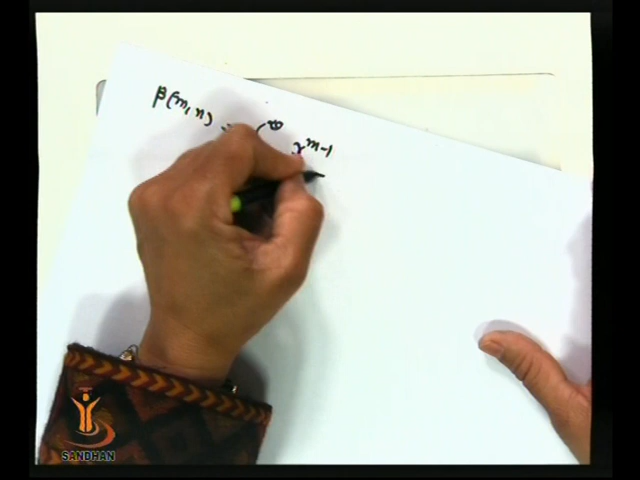 β(m,n) = ∫ ∞ x^m-1
SANDHAN